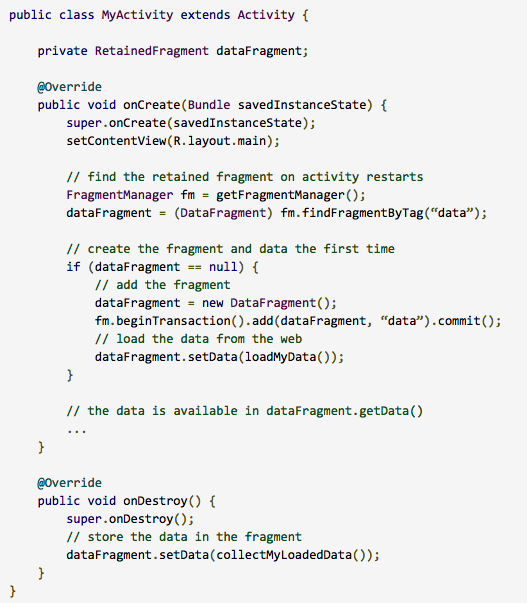 public class MyActivity extends Activity {
private RetainedFragment dataFragment;
@Override
public void onCreate(Bundle savedInstanceState) {
super.onCreate(savedInstanceState);
setContentView(R.layout.main);
// find the retained fragment on activity restarts
FragmentManager fm = getFragmentManager();
dataFragment = (DataFragment) fm.findFragmentByTag(“data”);
// create the fragment and data the first time
if (dataFragment == null) {
// add the fragment
dataFragment = new DataFragment();
fm.beginTransaction().add(dataFragment, “data”).commit();
// load the data from the web
dataFragment.setData(loadMyData());
}
// the data is available in dataFragment.getData()
...
}
@Override
public void onDestroy() {
super.onDestroy();
// store the data in the fragment
dataFragment.setData(collectMyLoadedData());
}
}